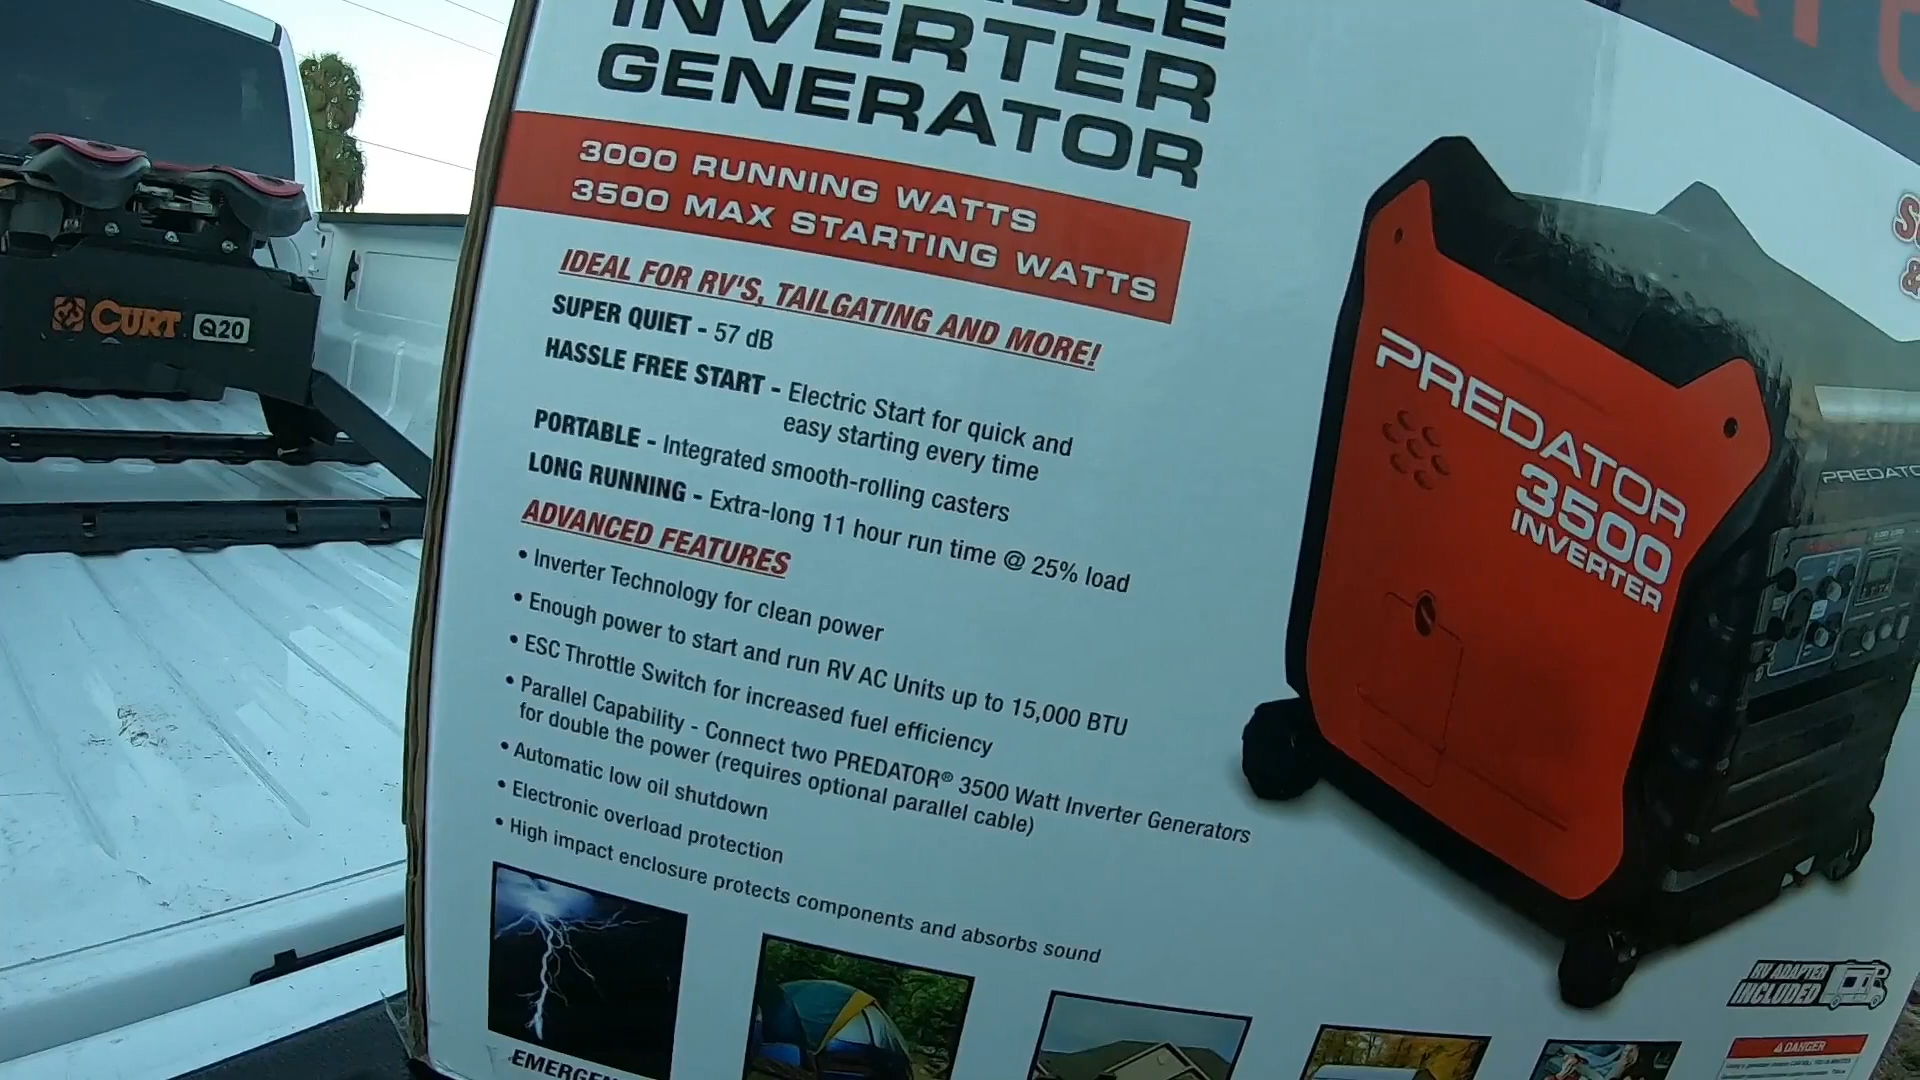 INVERTER
GENERATOR
3000 RUNNING WATTS
3500 MAX STARTING WATTS
IDEAL FOR RV'S, TAILGATING AND MORE!
SUPER QUIET - 57 dB
HASSLE FREE START - Electric Start for quick and
easy starting every time
PORTABLE - Integrated smooth-rolling casters
LONG RUNNING - Extra-long 11 hour run time @ 25% load
ADVANCED FEATURES
• Inverter Technology for clean power
• Enough power to start and run RV AC Units up to 15,000 BTU
• ESC Throttle Switch for increased fuel efficiency
• Parallel Capability - Connect two PREDATOR® 3500 Watt Inverter Generators
for double the power (requires optional parallel cable)
• Automatic low oil shutdown
• Electronic overload protection
• High impact enclosure protects components and absorbs sound
PREDATOR
3500
INVERTER
RV ADAPTER
INCLUDED
DANGER
CURT Q20